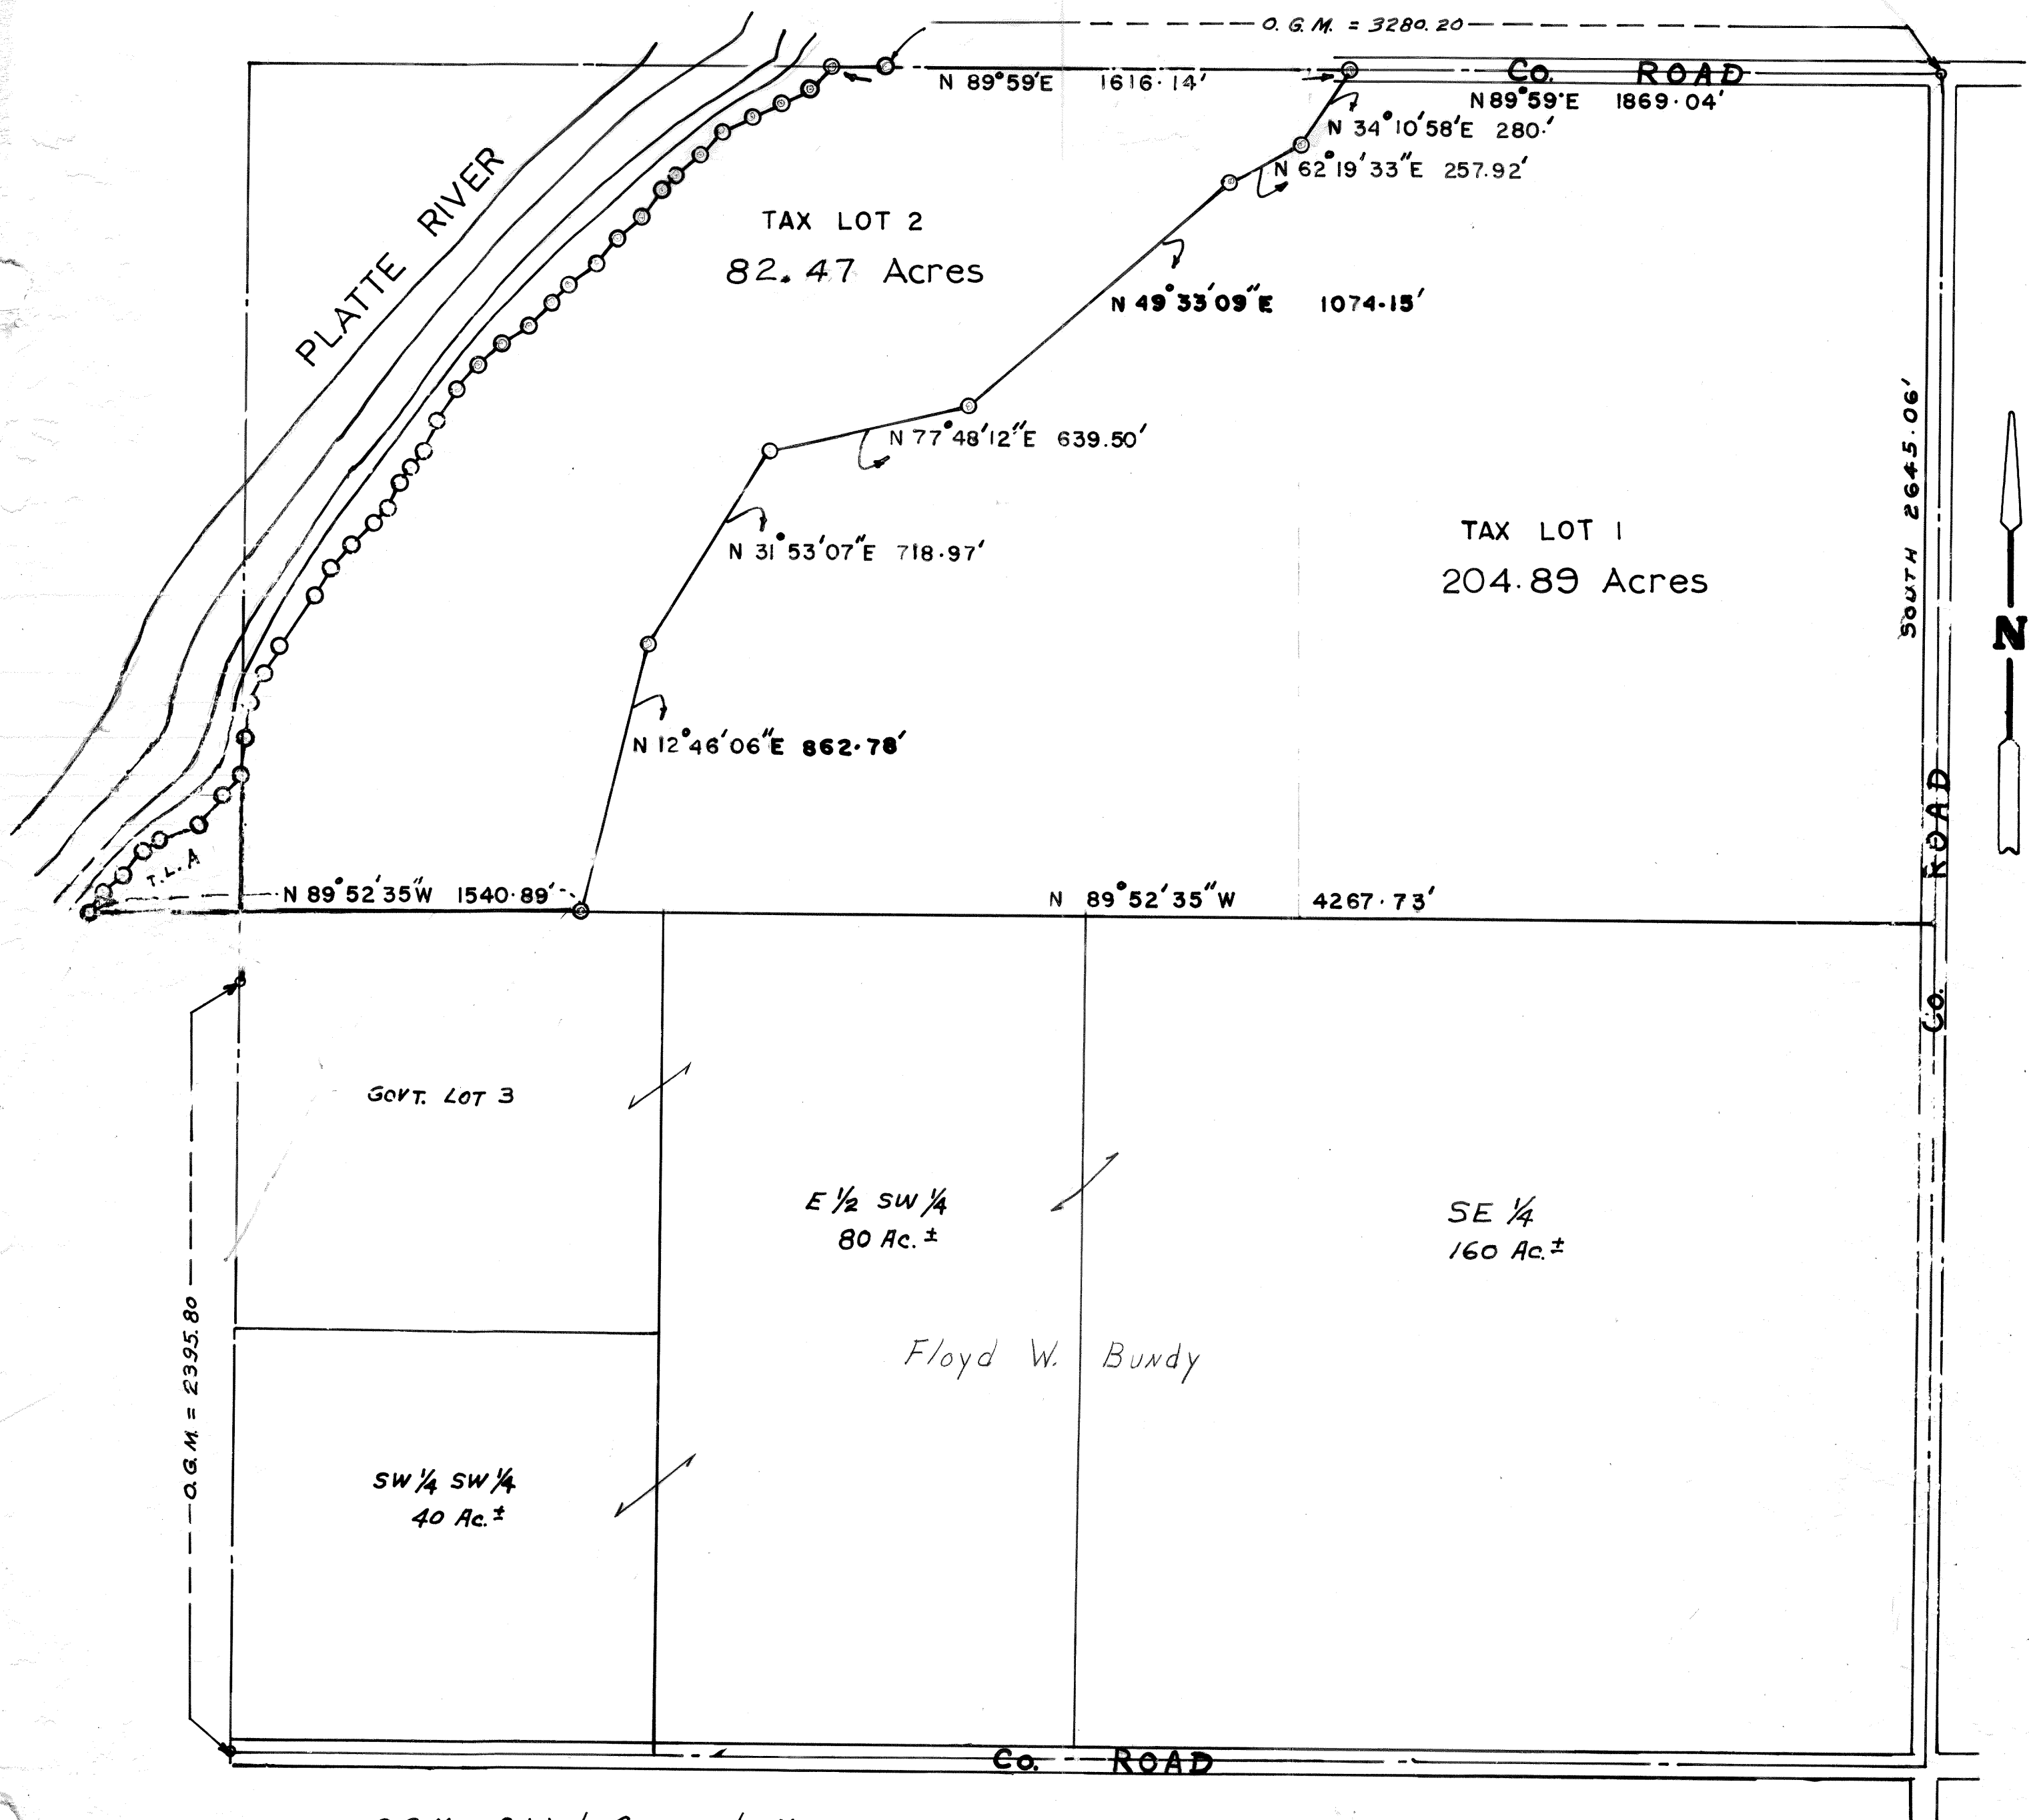 O. G. M. = 3280.20
N 89°59'E 1616.14'
Co. ROAD
N 89°59'E 1869.04'
N 34°10'58'E 280.'
N 62°19'33"E 257.92'
PLATTE RIVER
TAX LOT 2
82.47 Acres
N 49°33'09"E 1074.15'
N 77°48'12"E 639.50'
SOUTH 2645.06'
N 31°53'07"E 718.97'
TAX LOT 1
204.89 Acres
N
N 12°46'06"E 862.78'
T.L.A
N 89°52'35"W 1540.89'
N 89°52'35"W 4267.73'
Co. ROAD
GOVT. LOT 3
E 1/2 SW 1/4
80 Ac.±
SE 1/4
160 Ac.±
O.G.M. = 2395.80
Floyd W. Bundy
SW 1/4 SW 1/4
40 Ac.±
Co. ROAD